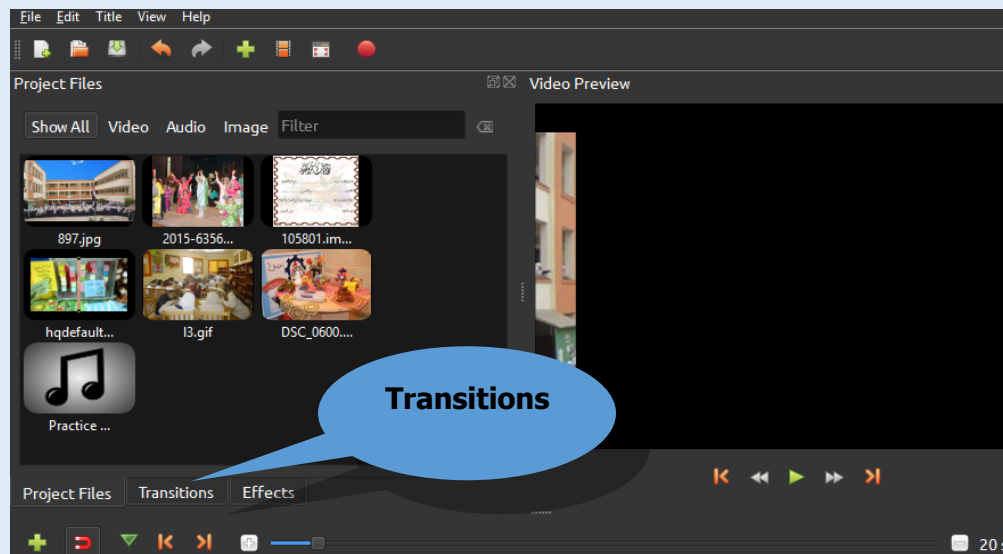 File Edit Title View Help
Project Files
Video Preview
Show All Video Audio Image Filter
897.jpg 2015-6356... 105801.im...
hqdefault... I3.gif DSC_0600....
Practice ...
Transitions
Project Files Transitions Effects
20 s